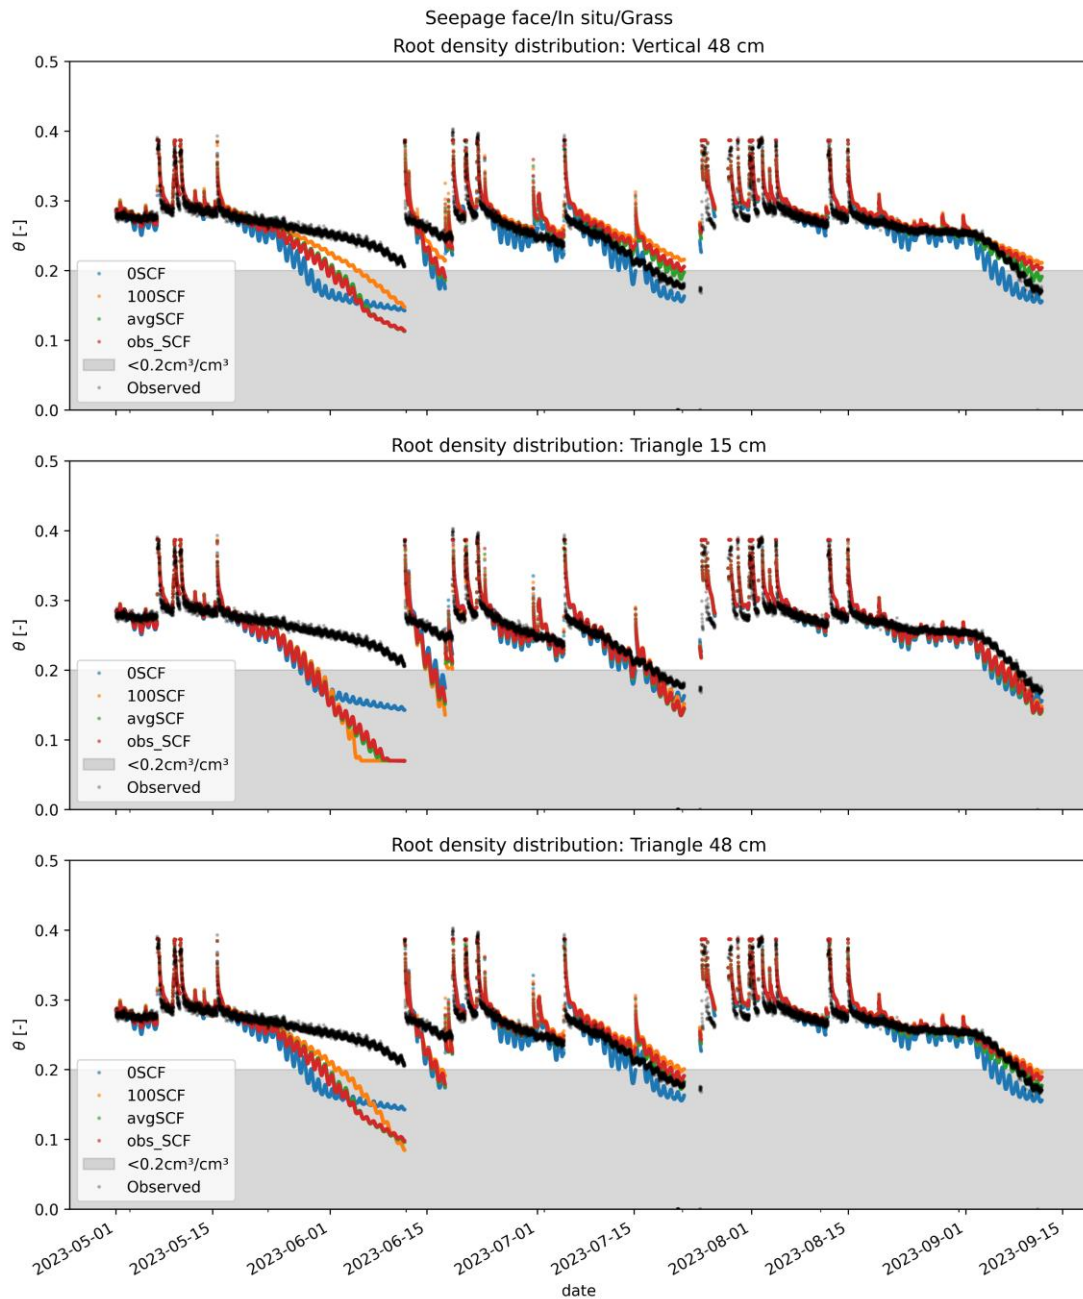 Seepage face/In situ/Grass
Root density distribution: Vertical 48 cm
0.5
0.4
0.3
0.2
0.1
0.0
θ [-]
0SCF
100SCF
avgSCF
obs_SCF
<0.2cm³/cm³
Observed
Root density distribution: Triangle 15 cm
0.5
0.4
0.3
0.2
0.1
0.0
θ [-]
0SCF
100SCF
avgSCF
obs_SCF
<0.2cm³/cm³
Observed
Root density distribution: Triangle 48 cm
0.5
0.4
0.3
0.2
0.1
0.0
θ [-]
0SCF
100SCF
avgSCF
obs_SCF
<0.2cm³/cm³
Observed
2023-05-01
2023-05-15
2023-06-01
2023-06-15
2023-07-01
2023-07-15
2023-08-01
2023-08-15
2023-09-01
2023-09-15
date